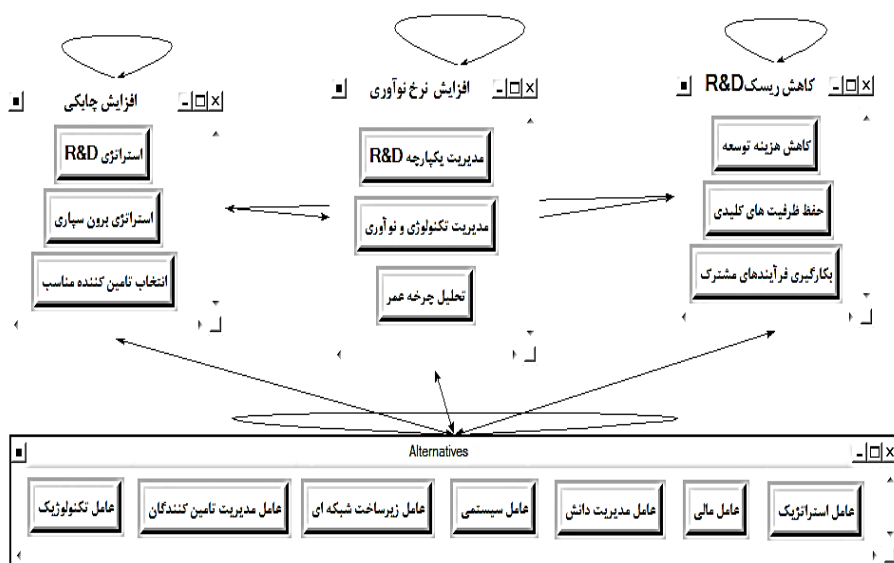 کاهش ریسکR&D
کاهش هزینه توسعه
حفظ ظرفیت های کلیدی
بکارگیری فرآیندهای مشترک
افزایش نرخ نوآوری
مدیریت یکپارچه R&D
مدیریت تکنولوژی و نوآوری
تحلیل چرخه عمر
افزایش چابکی
استراتژی R&D
استراتژی برون سپاری
انتخاب تامین کننده مناسب
Alternatives
عامل استراتژیک
عامل مالی
عامل مدیریت دانش
عامل سیستمی
عامل زیرساخت شبکه ای
عامل مدیریت تامین کنندگان
عامل تکنولوژیک